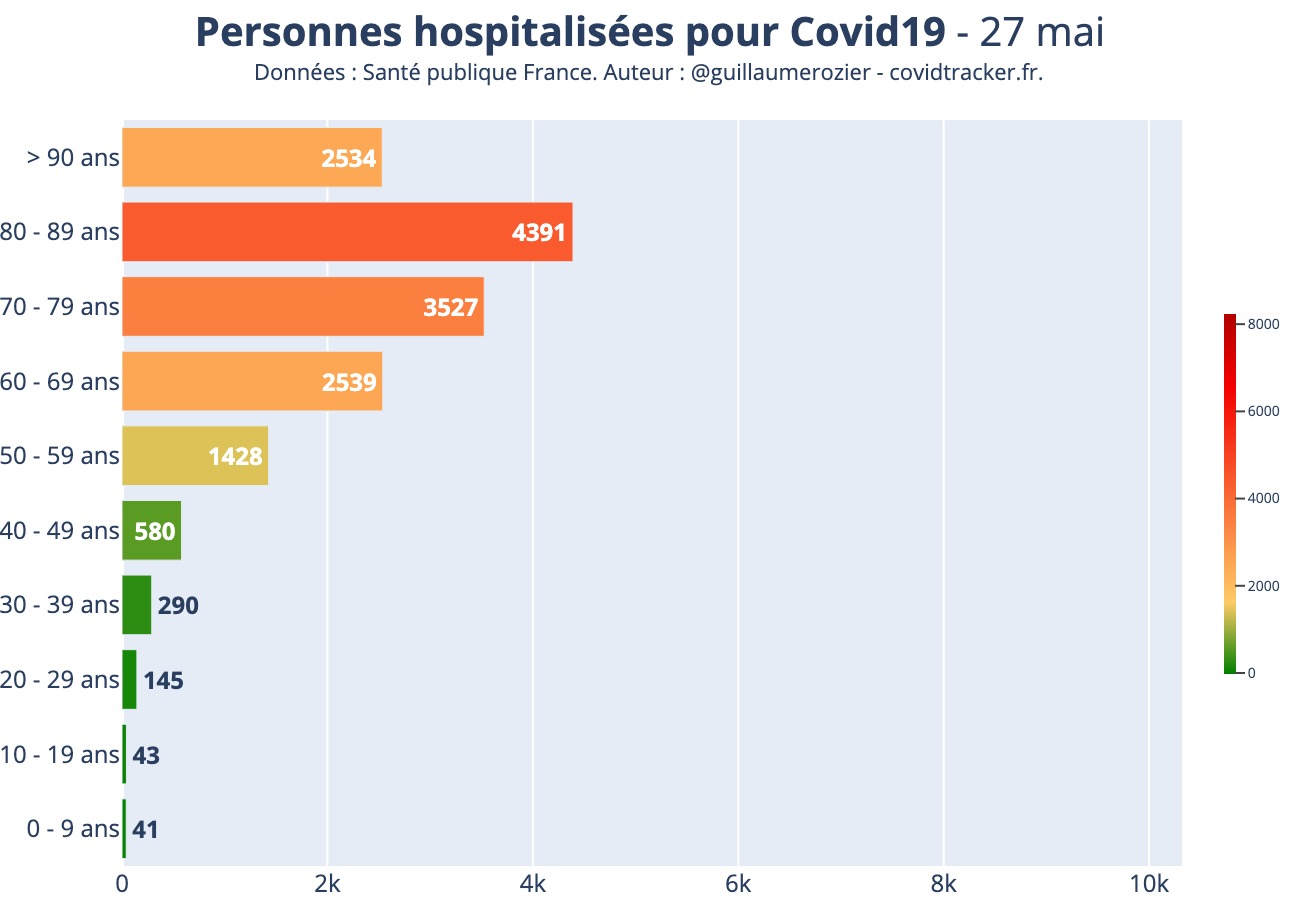 Personnes hospitalisées pour Covid19 - 27 mai
Données : Santé publique France. Auteur : @guillaumerozier - covidtracker.fr.
> 90 ans 2534
80 - 89 ans 4391
70 - 79 ans 3527
60 - 69 ans 2539
50 - 59 ans 1428
40 - 49 ans 580
30 - 39 ans 290
20 - 29 ans 145
10 - 19 ans 43
0 - 9 ans 41
0 2k 4k 6k 8k 10k
8000
6000
4000
2000
0